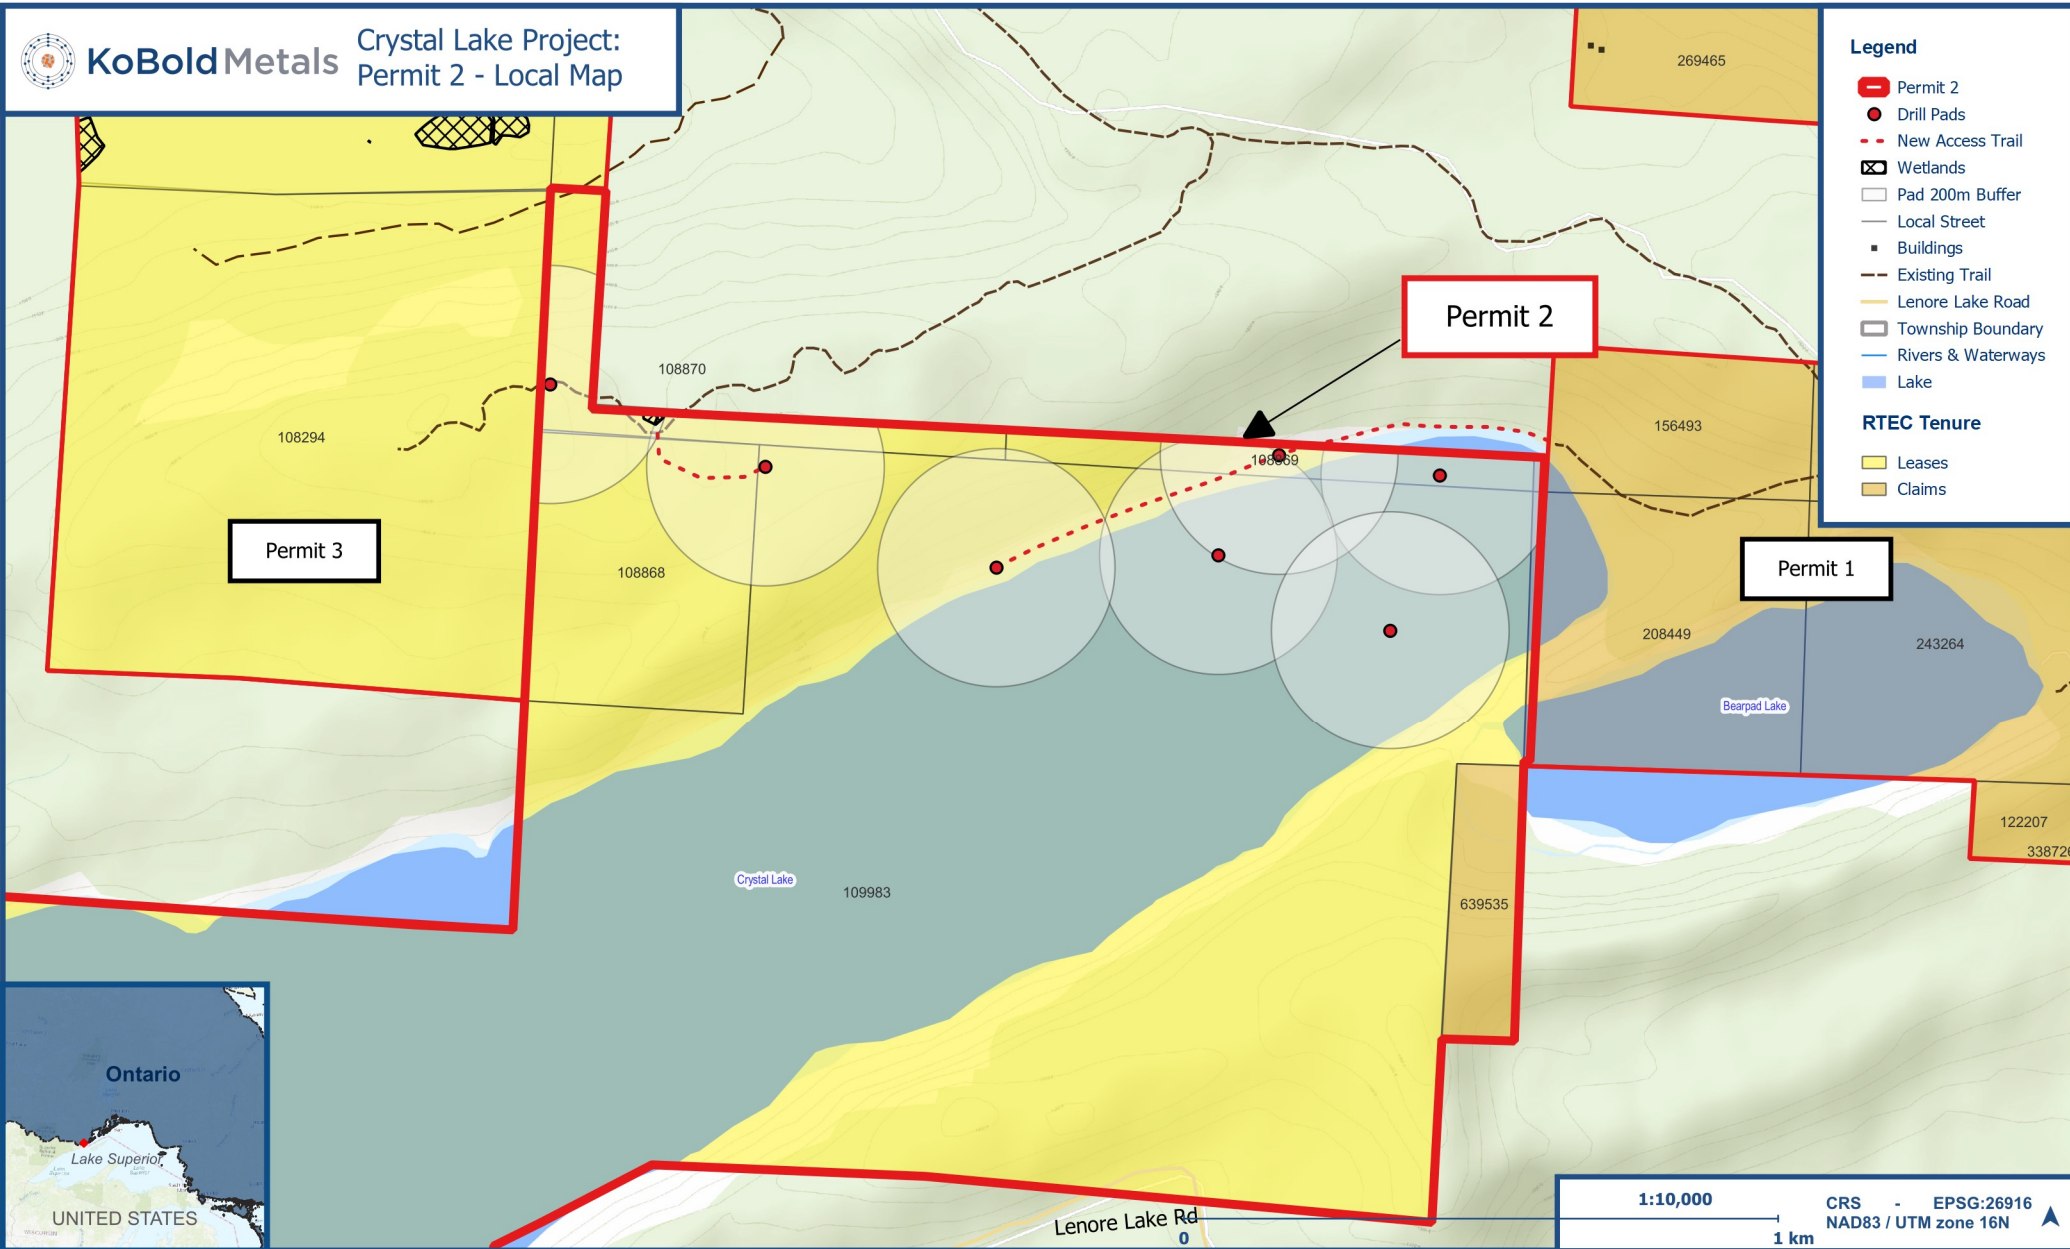 KoBold Metals
Crystal Lake Project:
Permit 2 - Local Map
269465
Legend
Permit 2
Drill Pads
New Access Trail
Wetlands
Pad 200m Buffer
Local Street
Buildings
Existing Trail
Lenore Lake Road
Township Boundary
Rivers & Waterways
Lake
RTEC Tenure
Leases
Claims
Permit 2
108870
156493
108294
108869
Permit 3
108868
Permit 1
208449
243264
Bearpad Lake
122207
Crystal Lake
109983
639535
Ontario
Lake Superior
UNITED STATES
Lenore Lake Rd
0
1 km
1:10,000
CRS - EPSG:26916
NAD83 / UTM zone 16N